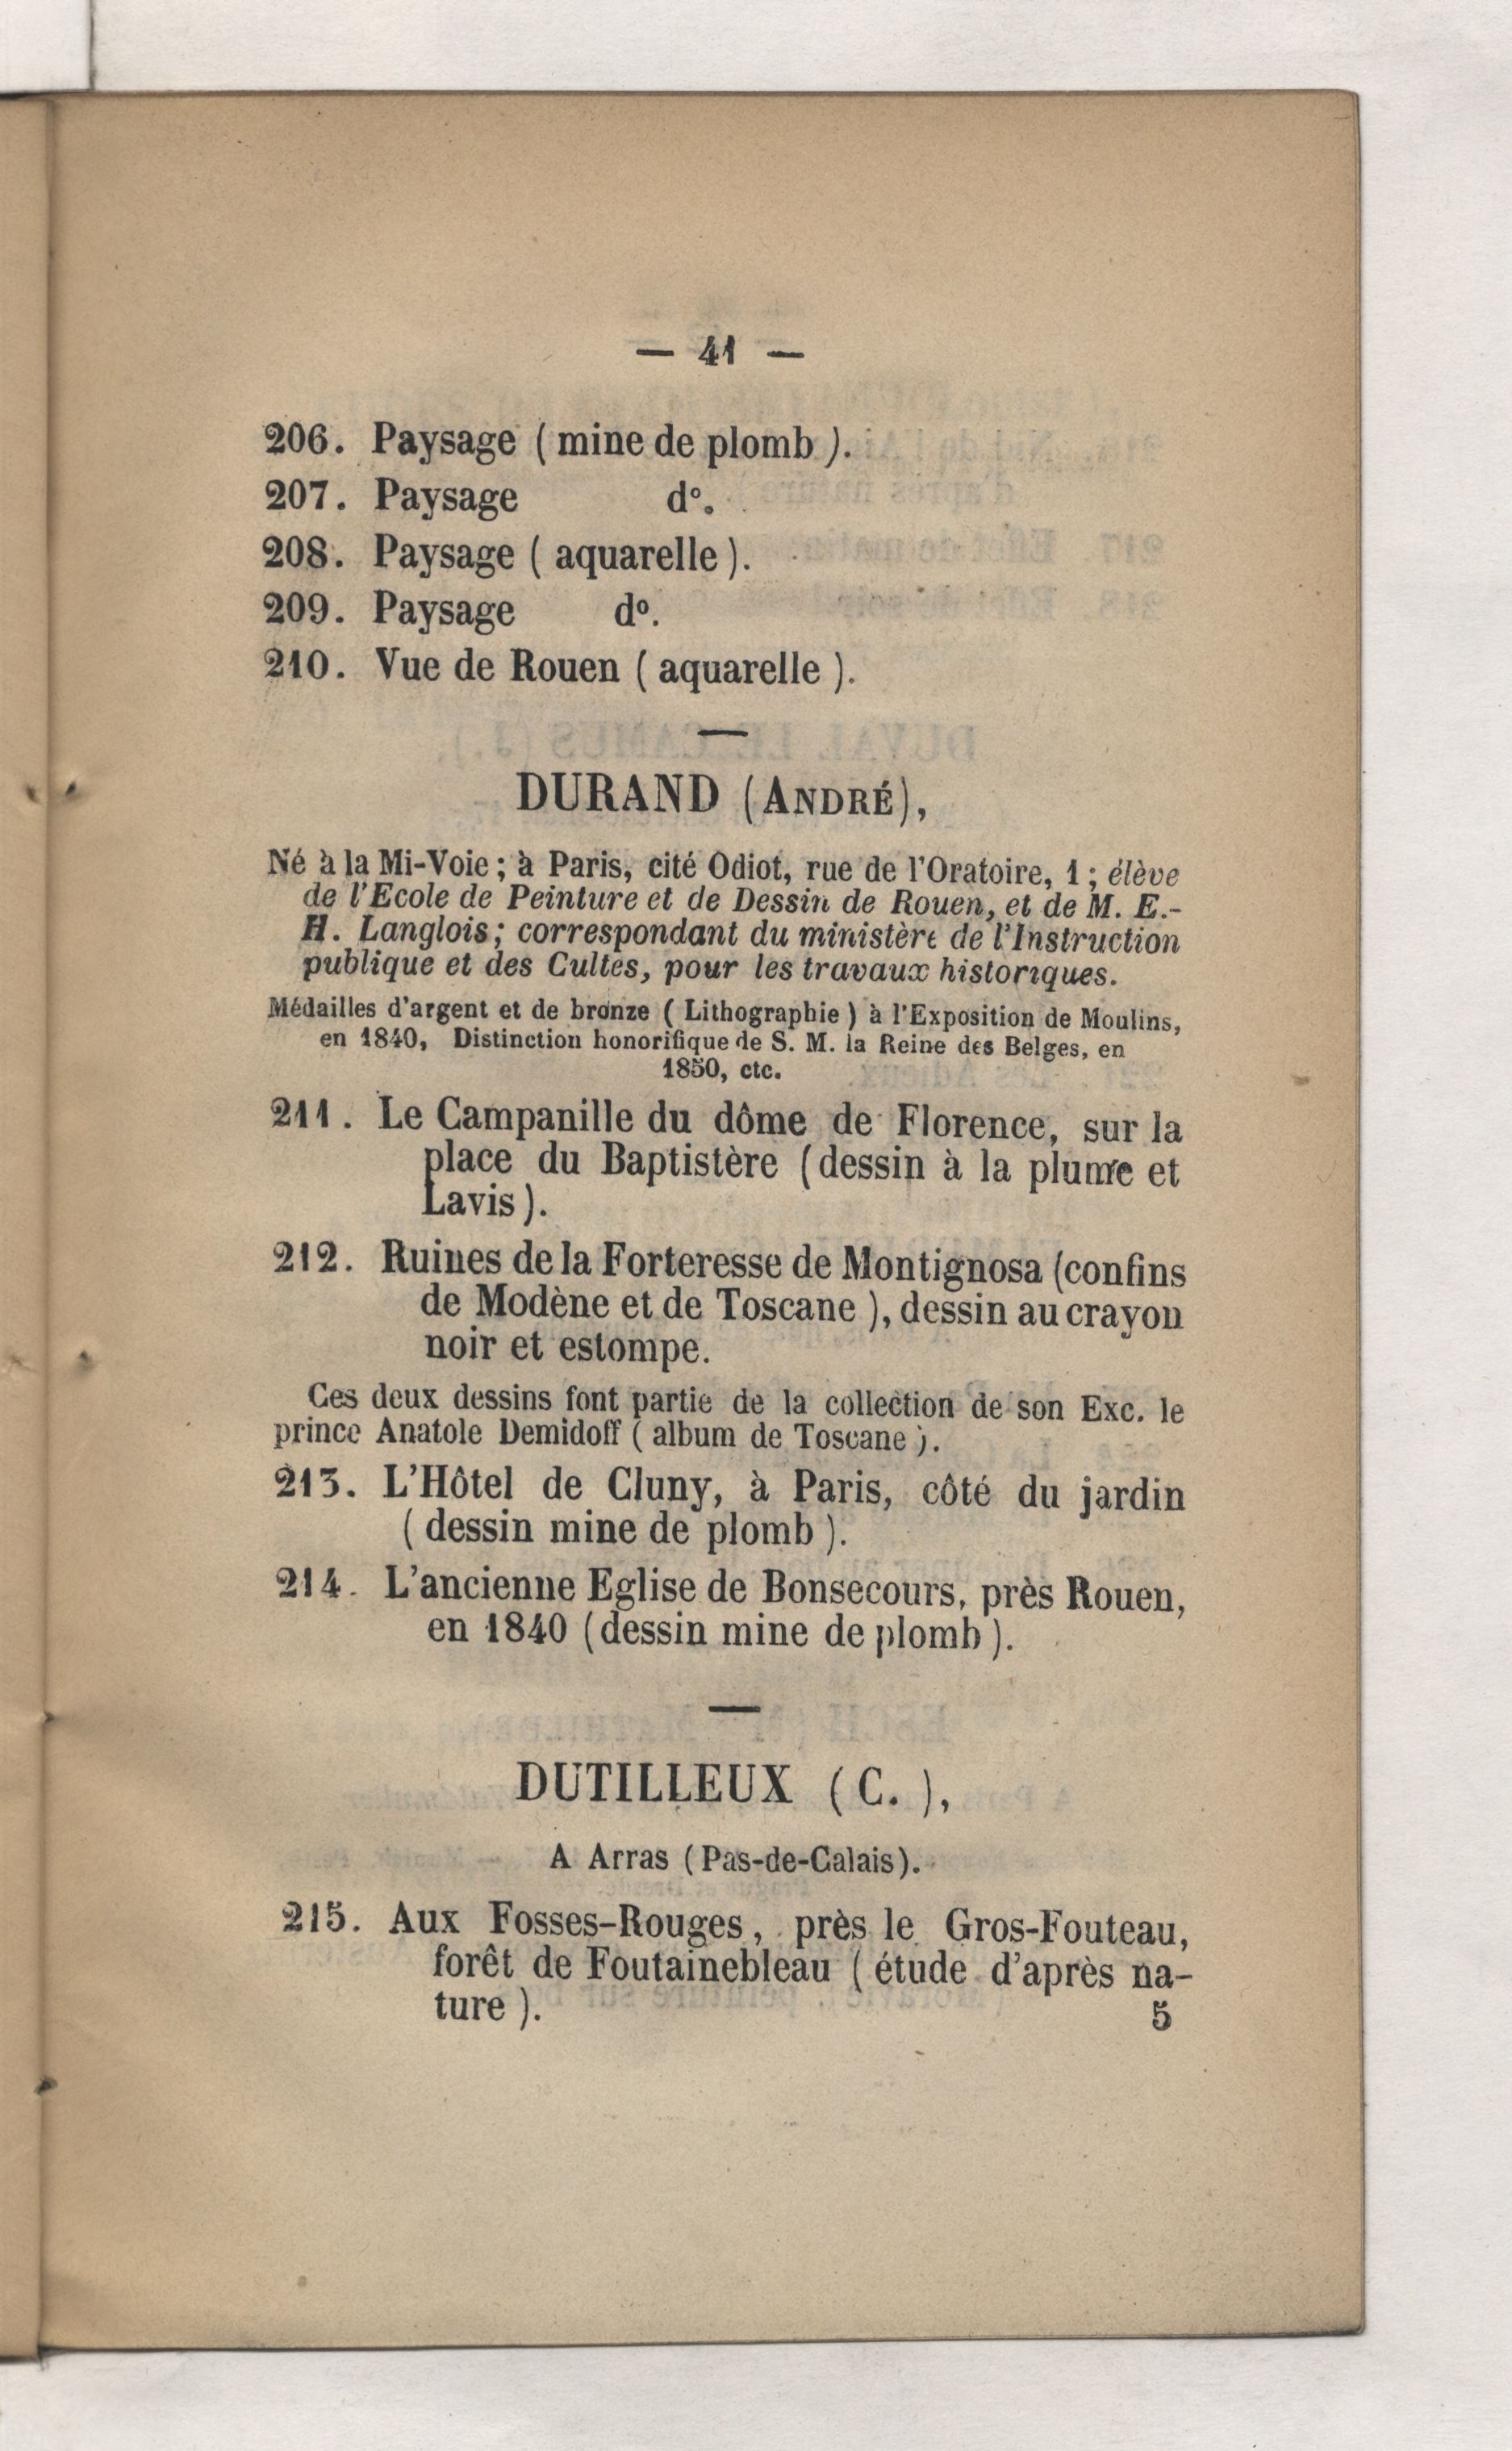 — 41 —
206. Paysage ( mine de plomb ).
207. Paysage d°.
208. Paysage ( aquarelle ).
209. Paysage d°.
210. Vue de Rouen ( aquarelle ).
DURAND (ANDRÉ),
Né à la Mi-Voie ; à Paris, cité Odiot, rue de l'Oratoire, 1 ; élève
de l'Ecole de Peinture et de Dessin de Rouen, et de M. E.-
H. Langlois ; correspondant du ministère de l'Instruction
publique et des Cultes, pour les travaux historiques.
Médailles d'argent et de bronze ( Lithographie ) à l'Exposition de Moulins,
en 1840, Distinction honorifique de S. M. la Reine des Belges, en
1850, etc.
211. Le Campanille du dôme de Florence, sur la
place du Baptistère (dessin à la plume et
Lavis ).
212. Ruines de la Forteresse de Montignosa (confins
de Modène et de Toscane ), dessin au crayon
noir et estompe.
Ces deux dessins font partie de la collection de son Exc. le
prince Anatole Demidoff ( album de Toscane ).
213. L'Hôtel de Cluny, à Paris, côté du jardin
( dessin mine de plomb ).
214. L'ancienne Eglise de Bonsecours, près Rouen,
en 1840 (dessin mine de plomb ).
DUTILLEUX (C. ),
A Arras (Pas-de-Calais).
215. Aux Fosses-Rouges, près le Gros-Fouteau,
forêt de Foutainebleau ( étude d'après na-
ture ).
5